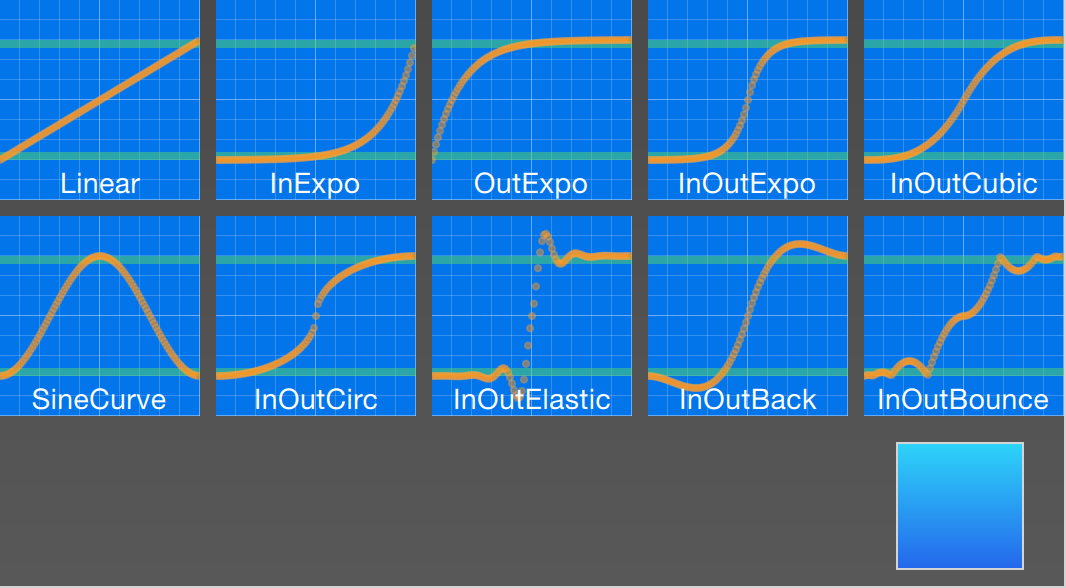 Linear
InExpo
OutExpo
InOutExpo
InOutCubic
SineCurve
InOutCirc
InOutElastic
InOutBack
InOutBounce